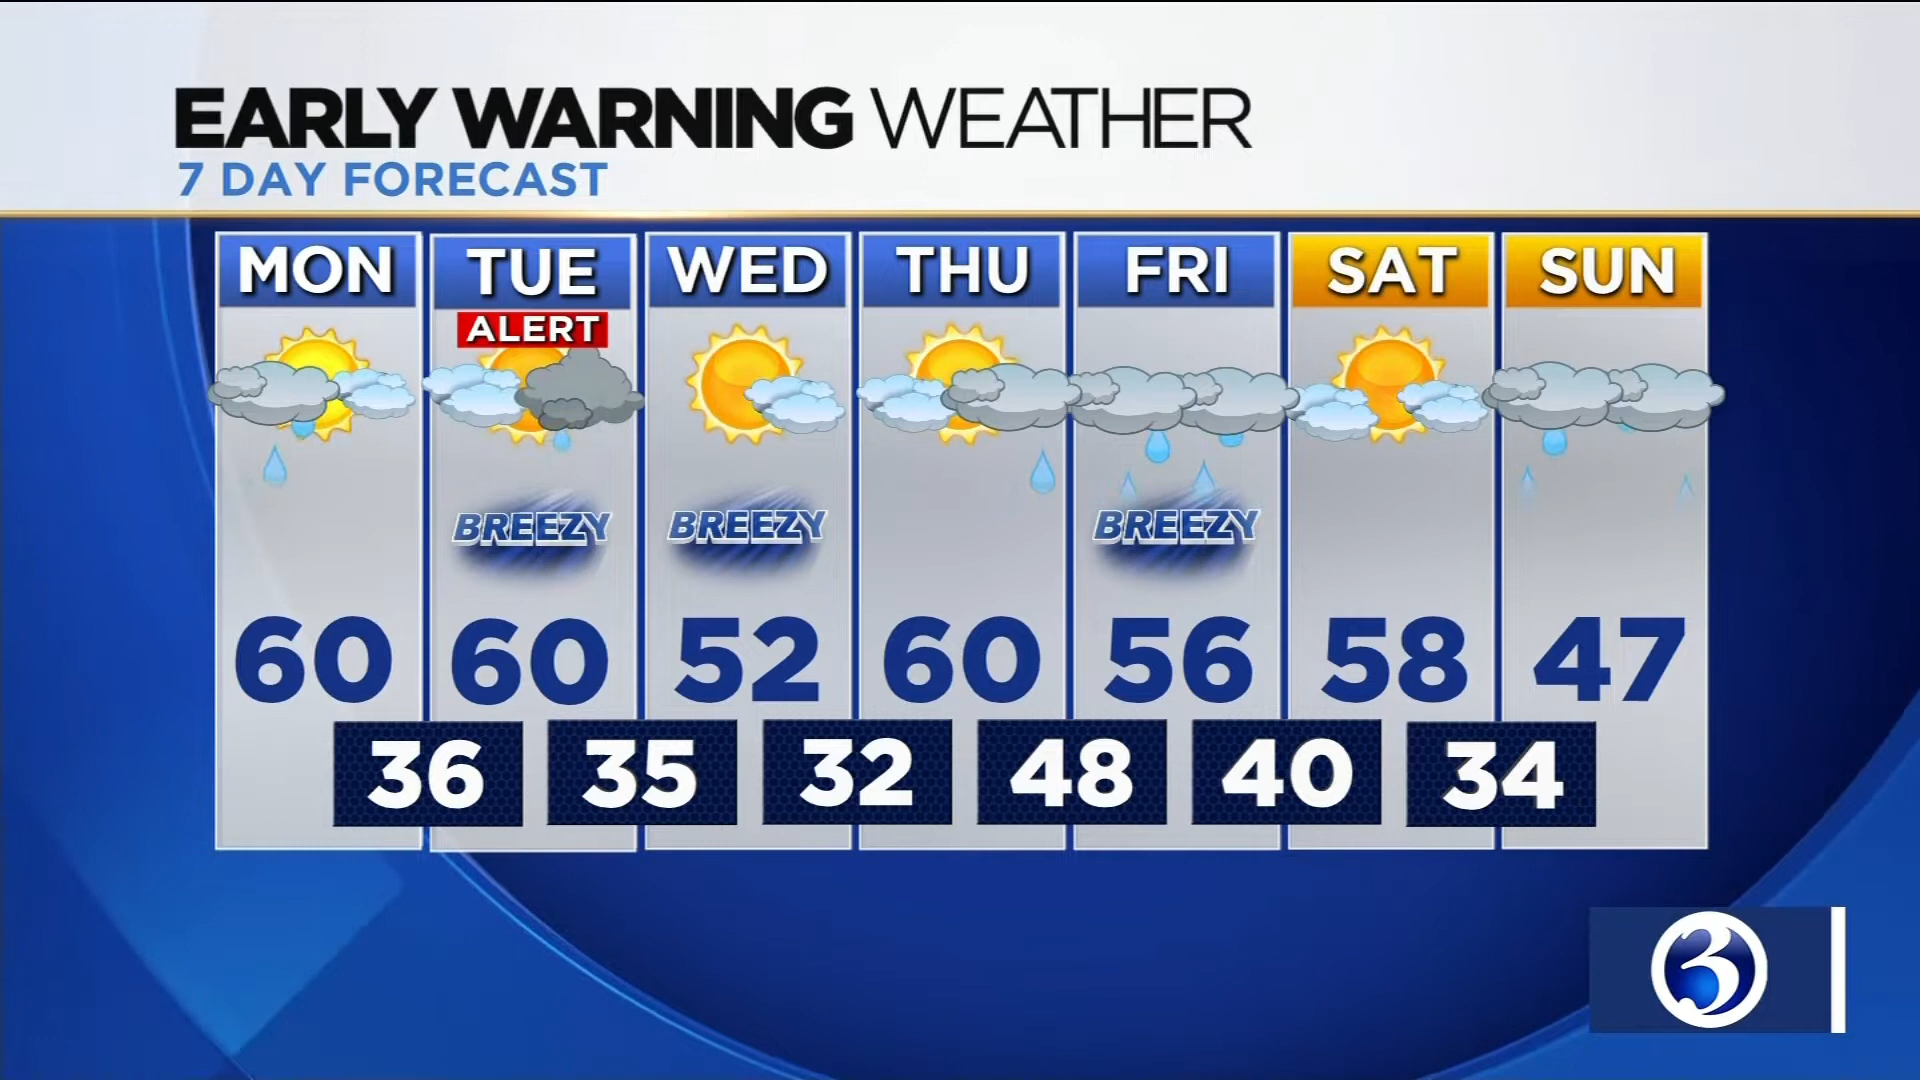 EARLY WARNING WEATHER
7 DAY FORECAST
MON TUE WED THU FRI SAT SUN
ALERT
BREEZY BREEZY BREEZY
60 60 52 60 56 58 47
36 35 32 48 40 34
3